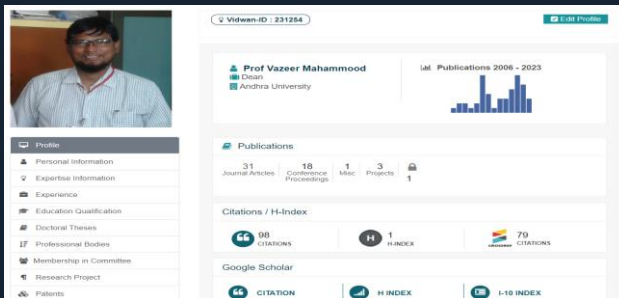 Vidwan-ID : 231254
Edit Profile
Prof Vazeer Mahammood
Dean
Andhra University
Publications 2006 - 2023
Profile
Personal Information
Expertise Information
Experience
Education Qualification
Doctoral Theses
Professional Bodies
Membership in Committee
Research Project
Patents
Publications
31 18 1 3
Journal Articles Conference Proceedings Misc Projects 1
Citations / H-Index
98 CITATIONS
H 1 H-INDEX
79 CITATIONS
Google Scholar
CITATION
H INDEX
I-10 INDEX